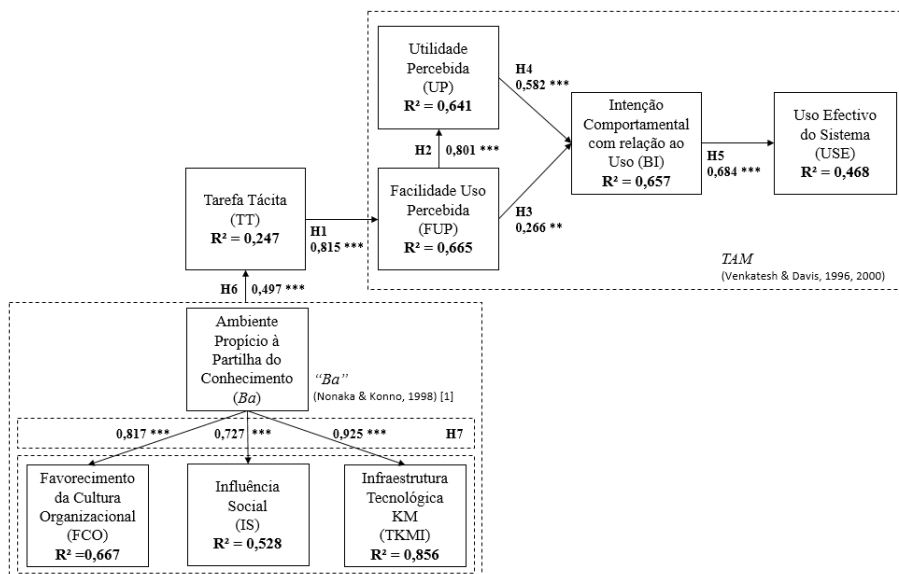 Utilidade
Percebida
(UP)
R² = 0,641
H4
0,582 ***
Intenção
Comportamental
com relação ao
Uso (BI)
R² = 0,657
Uso Efectivo
do Sistema
(USE)
R² = 0,468
H5
0,684 ***
H2 0,801 ***
Tarefa Tácita
(TT)
R² = 0,247
H1
0,815 ***
Facilidade Uso
Percebida
(FUP)
R² = 0,665
H3
0,266 **
TAM
(Venkatesh & Davis, 1996, 2000)
H6 0,497 ***
Ambiente
Propício à
Partilha do
Conhecimento
(Ba)
“Ba”
(Nonaka & Konno, 1998) [1]
0,817 *** 0,727 *** 0,925 *** H7
Favorecimento
da Cultura
Organizacional
(FCO)
R² =0,667
Influência
Social
(IS)
R² = 0,528
Infraestrutura
Tecnológica
KM
(TKMI)
R² = 0,856